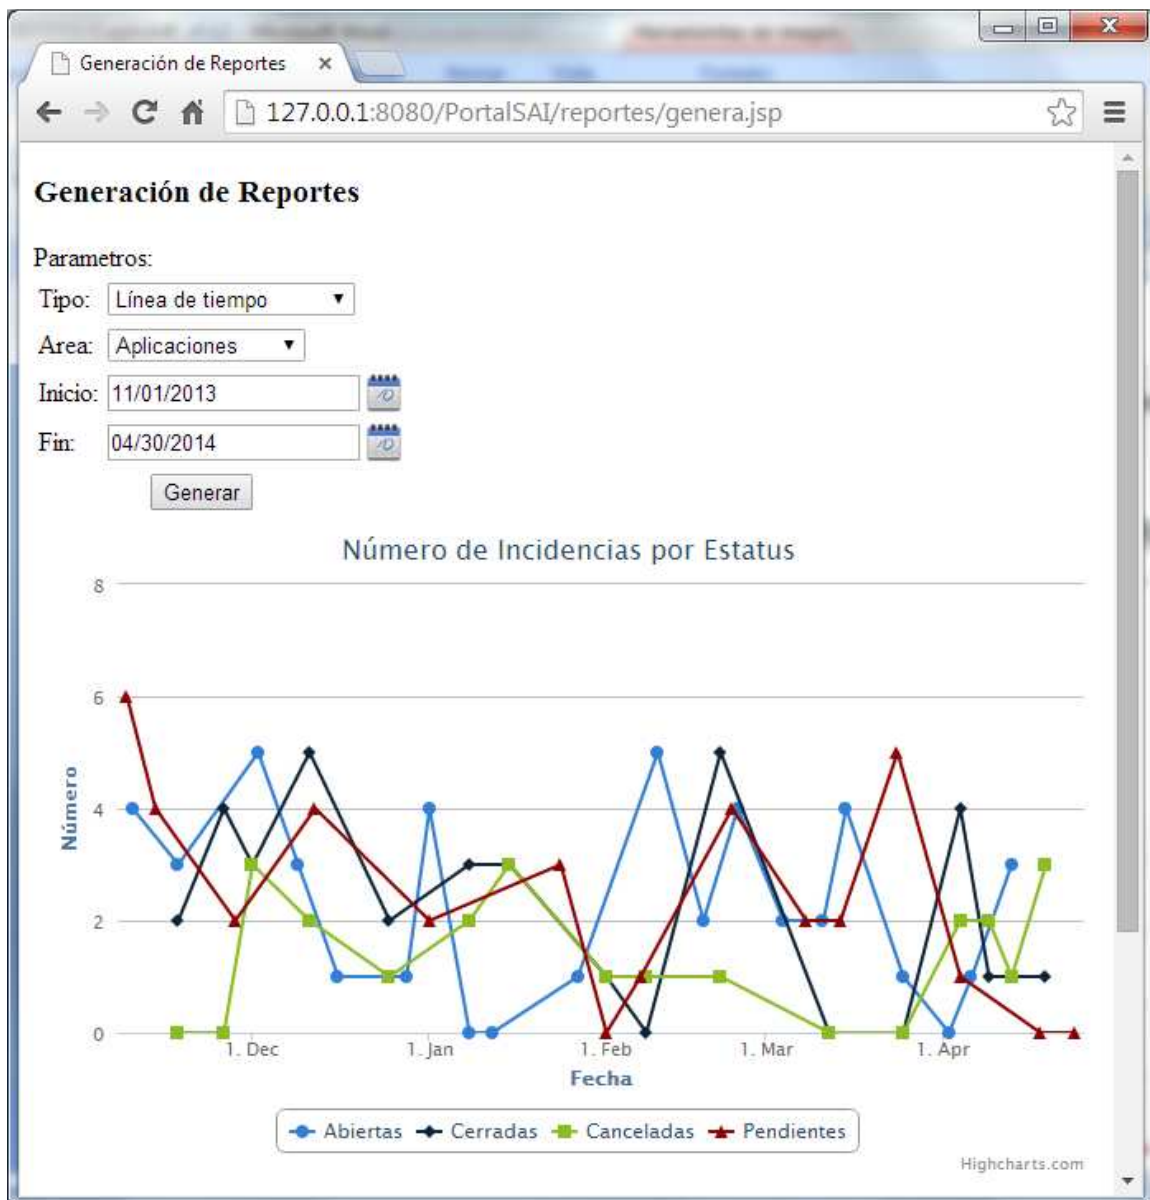 Generación de Reportes
127.0.0.1:8080/PortalSAI/reportes/genera.jsp
Generación de Reportes
Parametros:
Tipo: Línea de tiempo
Area: Aplicaciones
Inicio: 11/01/2013
Fin: 04/30/2014
Generar
Número de Incidencias por Estatus
8
6
4
2
0
Número
1. Dec 1. Jan 1. Feb 1. Mar 1. Apr
Fecha
Abiertas Cerradas Canceladas Pendientes
Highcharts.com